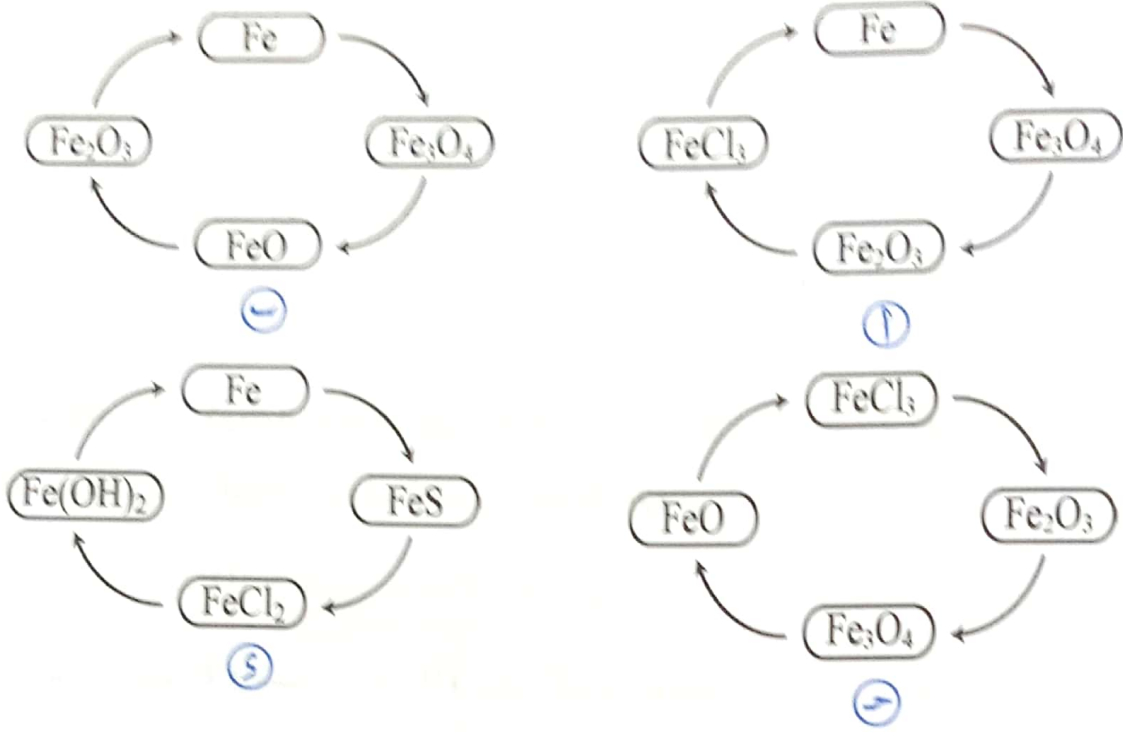 Fe
Fe₃O₄
Fe₂O₃
FeCl₃
أ
Fe
Fe₃O₄
FeO
Fe₂O₃
ب
FeCl₃
Fe₂O₃
Fe₃O₄
FeO
ج
Fe
FeS
FeCl₂
Fe(OH)₂
د